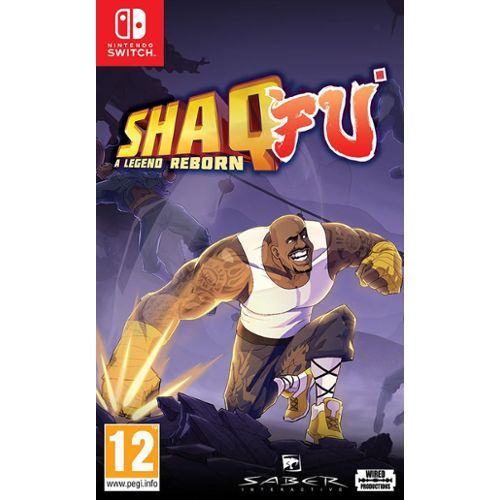 NINTENDO
SWITCH
SHAQ FU
A LEGEND REBORN
12
www.pegi.info
SABER
INTERACTIVE
WIRED
PRODUCTIONS